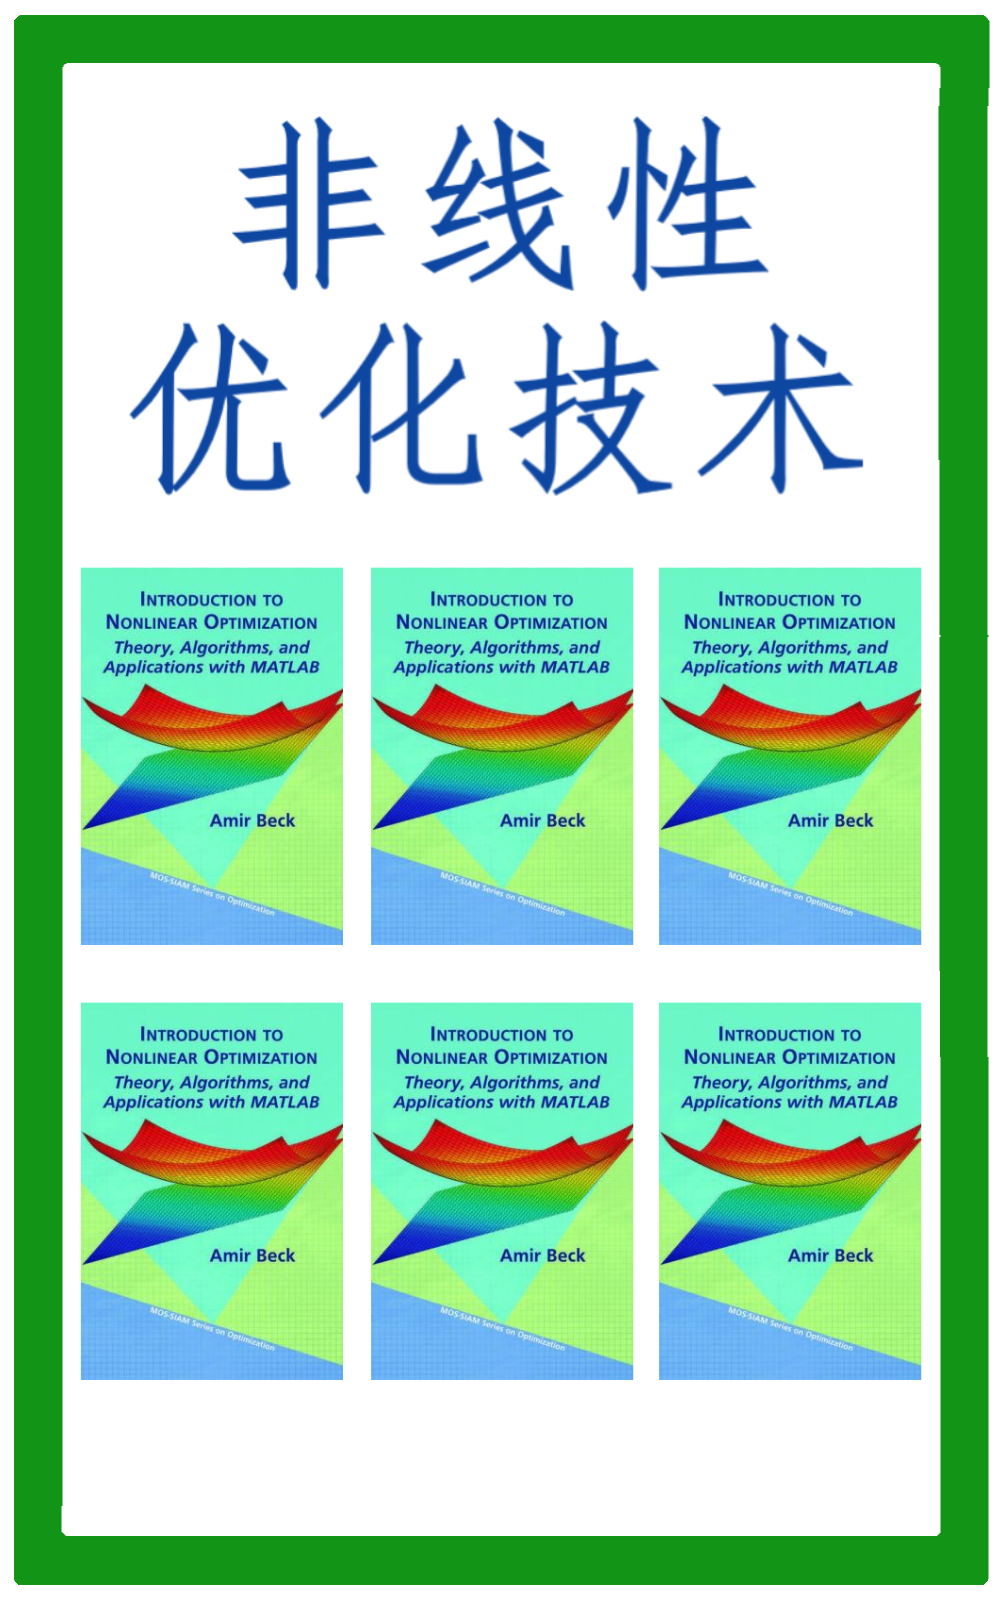 非线性
优化技术
INTRODUCTION TO
NONLINEAR OPTIMIZATION
Theory, Algorithms, and
Applications with MATLAB
Amir Beck
MOS-SIAM Series on Optimization
INTRODUCTION TO
NONLINEAR OPTIMIZATION
Theory, Algorithms, and
Applications with MATLAB
Amir Beck
MOS-SIAM Series on Optimization
INTRODUCTION TO
NONLINEAR OPTIMIZATION
Theory, Algorithms, and
Applications with MATLAB
Amir Beck
MOS-SIAM Series on Optimization
INTRODUCTION TO
NONLINEAR OPTIMIZATION
Theory, Algorithms, and
Applications with MATLAB
Amir Beck
MOS-SIAM Series on Optimization
INTRODUCTION TO
NONLINEAR OPTIMIZATION
Theory, Algorithms, and
Applications with MATLAB
Amir Beck
MOS-SIAM Series on Optimization
INTRODUCTION TO
NONLINEAR OPTIMIZATION
Theory, Algorithms, and
Applications with MATLAB
Amir Beck
MOS-SIAM Series on Optimization